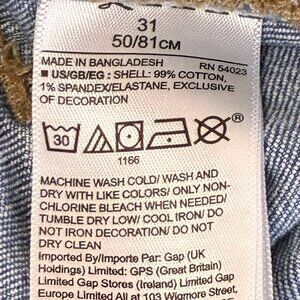 31
50/81CM
MADE IN BANGLADESH RN 54023
■ US/GB/EG : SHELL: 99% COTTON,
1% SPANDEX/ELASTANE, EXCLUSIVE
OF DECORATION
30
®
1166
MACHINE WASH COLD/ WASH AND
DRY WITH LIKE COLORS/ ONLY NON-
CHLORINE BLEACH WHEN NEEDED/
TUMBLE DRY LOW/ COOL IRON/ DO
NOT IRON DECORATION/ DO NOT
DRY CLEAN
Imported By/Importe Par: Gap (UK
Holdings) Limited: GPS (Great Britain)
Limited Gap Stores (Ireland) Limited Gap
Europe Limited All at 103 Wigmore Street,